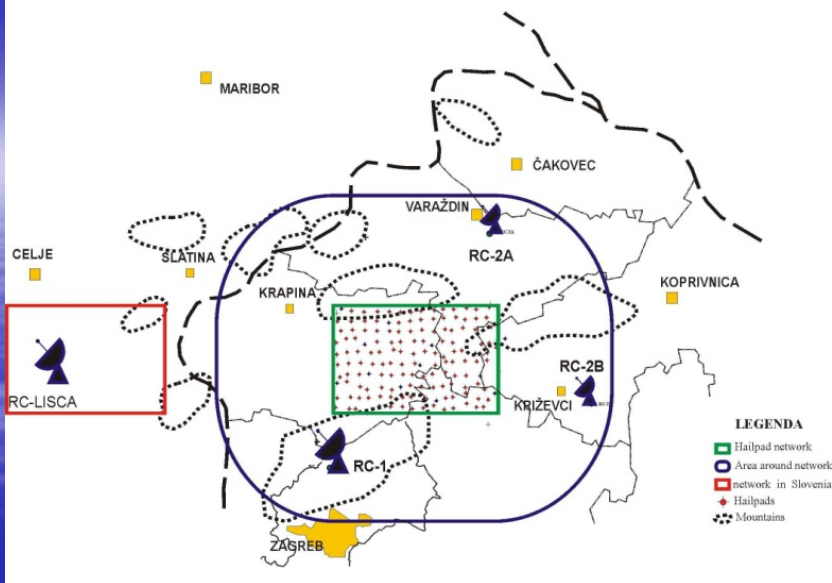 MARIBOR
ČAKOVEC
VARAŽDIN
RC-2A
CELJE
SLATINA
KRAPINA
KOPRIVNICA
RC-2B
RC-LISCA
KRIŽEVCI
RC-1
ZAGREB
LEGENDA
Hailpad network
Area around network
network in Slovenia
Hailpads
Mountains